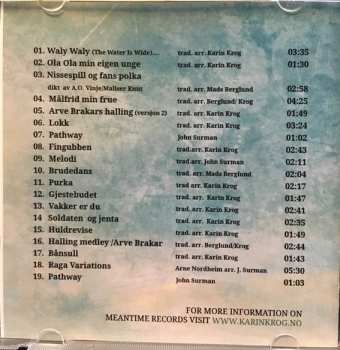 01. Waly Waly (The Water Is Wide).... trad. arr. Karin Krog 03:35
02. Ola Ola min eigen unge trad. arr. Karin Krog 01:30
03. Nissespill og fans polka
dikt av A.O. Vinje/Maliser Knut trad. arr. Mads Berglund 02:58
04. Målfrid min frue trad. arr. Berglund/ Krog 04:25
05. Arve Brakars halling (versjon 2) trad. arr. Karin Krog 01:49
06. Lokk trad. arr. Karin Krog 03:24
07. Pathway John Surman 01:02
08. Fingubben trad.arr. Karin Krog 02:43
09. Melodi trad.arr. John Surman 02:11
10. Brudedans trad. arr. Mads Berglund 02:04
11. Purka trad. arr. Karin Krog 02:17
12. Gjestebudet trad. arr. Karin Krog 01:47
13. Vakker er du trad.arr. Karin Krog 02:41
14 Soldaten og jenta trad.arr. Karin Krog 02:35
15. Huldrevise trad.arr. Karin Krog 01:49
16. Halling medley /Arve Brakar trad.arr. Berglund/Krog 02:44
17. Bånsull trad.arr. Karin Krog 01:43
18. Raga Variations Arne Nordheim arr. J. Surman 05:30
19. Pathway John Surman 01:03
FOR MORE INFORMATION ON
MEANTIME RECORDS VISIT WWW.KARINKROG.NO